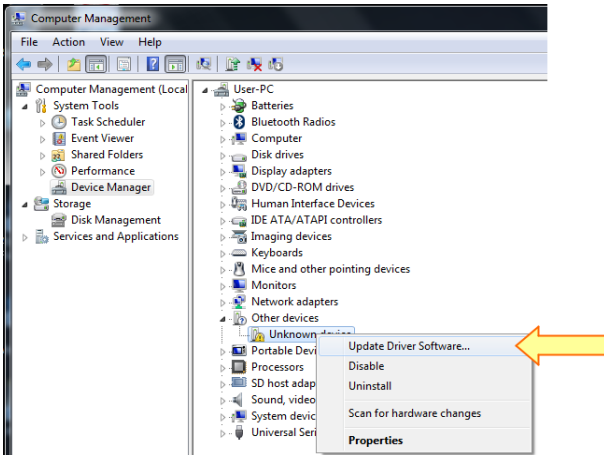 Computer Management
File Action View Help
Computer Management (Local
System Tools
Task Scheduler
Event Viewer
Shared Folders
Performance
Device Manager
Storage
Disk Management
Services and Applications
User-PC
Batteries
Bluetooth Radios
Computer
Disk drives
Display adapters
DVD/CD-ROM drives
Human Interface Devices
IDE ATA/ATAPI controllers
Imaging devices
Keyboards
Mice and other pointing devices
Monitors
Network adapters
Other devices
Unknown device
Portable Devi
Processors
SD host adap
Sound, video
System devic
Universal Seri
Update Driver Software...
Disable
Uninstall
Scan for hardware changes
Properties